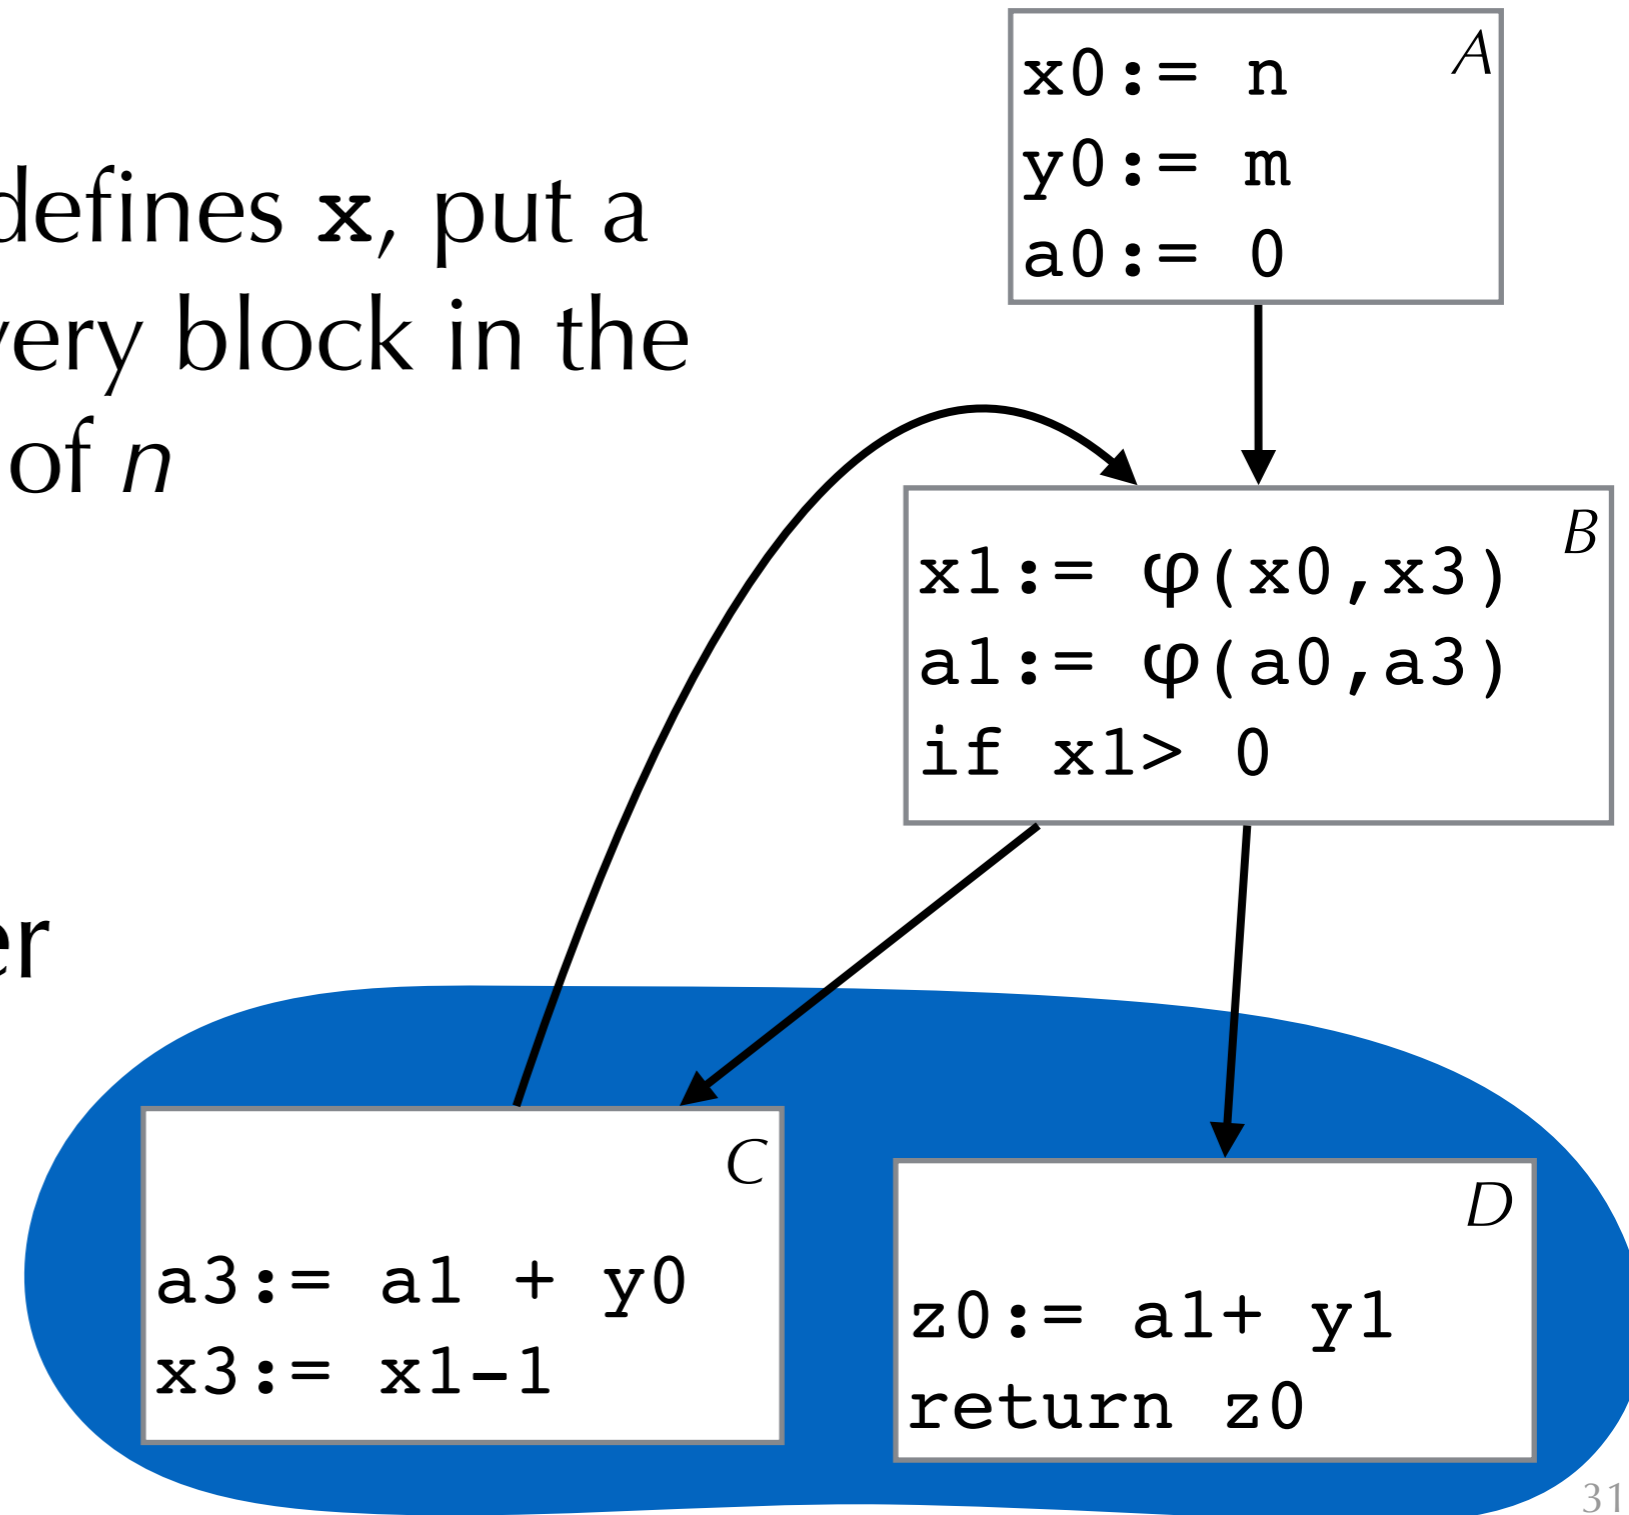 defines x, put a
very block in the
of n
er
A
x0:= n
y0:= m
a0:= 0
B
x1:= φ(x0,x3)
a1:= φ(a0,a3)
if x1> 0
C
a3:= a1 + y0
x3:= x1-1
D
z0:= a1+ y1
return z0
31